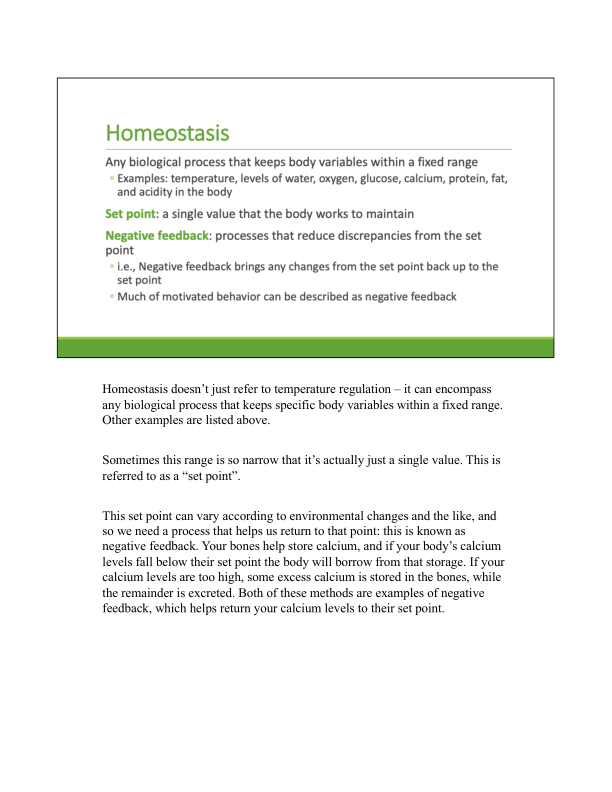 Homeostasis
Any biological process that keeps body variables within a fixed range
• Examples: temperature, levels of water, oxygen, glucose, calcium, protein, fat,
and acidity in the body
Set point: a single value that the body works to maintain
Negative feedback: processes that reduce discrepancies from the set
point
• i.e., Negative feedback brings any changes from the set point back up to the
set point
• Much of motivated behavior can be described as negative feedback
Homeostasis doesn’t just refer to temperature regulation – it can encompass
any biological process that keeps specific body variables within a fixed range.
Other examples are listed above.
Sometimes this range is so narrow that it’s actually just a single value. This is
referred to as a “set point”.
This set point can vary according to environmental changes and the like, and
so we need a process that helps us return to that point: this is known as
negative feedback. Your bones help store calcium, and if your body’s calcium
levels fall below their set point the body will borrow from that storage. If your
calcium levels are too high, some excess calcium is stored in the bones, while
the remainder is excreted. Both of these methods are examples of negative
feedback, which helps return your calcium levels to their set point.